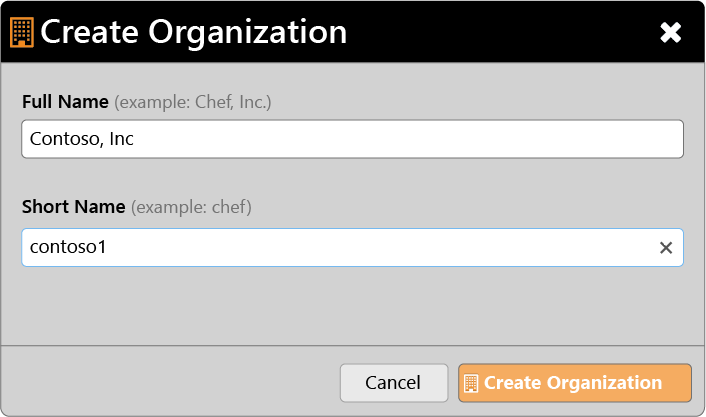 Create Organization
Full Name (example: Chef, Inc.)
Contoso, Inc
Short Name (example: chef)
contoso1
Cancel
Create Organization